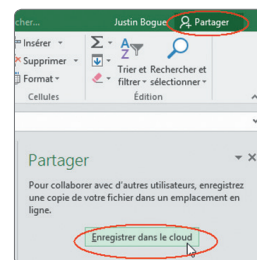 cher...
Justin Bogue
Partager
Insérer
Supprimer
Format
Cellules
Trier et
filtrer
Rechercher et
sélectionner
Édition
Partager
Pour collaborer avec d'autres utilisateurs, enregistrez
une copie de votre fichier dans un emplacement en
ligne.
Enregistrer dans le cloud